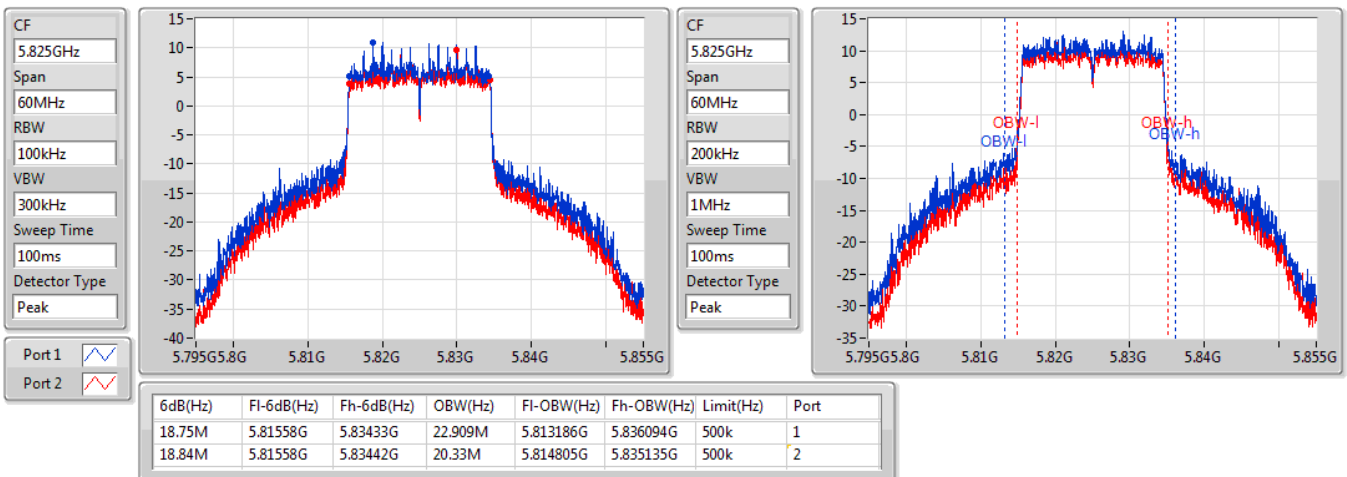 CF
5.825GHz
Span
60MHz
RBW
100kHz
VBW
300kHz
Sweep Time
100ms
Detector Type
Peak
Port 1
Port 2
15
10
5
0
-5
-10
-15
-20
-25
-30
-35
-40
5.795G 5.8G 5.81G 5.82G 5.83G 5.84G 5.855G
CF
5.825GHz
Span
60MHz
RBW
200kHz
VBW
1MHz
Sweep Time
100ms
Detector Type
Peak
15
10
5
0
-5
-10
-15
-20
-25
-30
-35
OBW-l OBW-h
OBW-l OBW-h
5.795G 5.8G 5.81G 5.82G 5.83G 5.84G 5.855G
6dB(Hz) Fl-6dB(Hz) Fh-6dB(Hz) OBW(Hz) Fl-OBW(Hz) Fh-OBW(Hz) Limit(Hz) Port
18.75M 5.81558G 5.83433G 22.909M 5.813186G 5.836094G 500k 1
18.84M 5.81558G 5.83442G 20.33M 5.814805G 5.835135G 500k 2